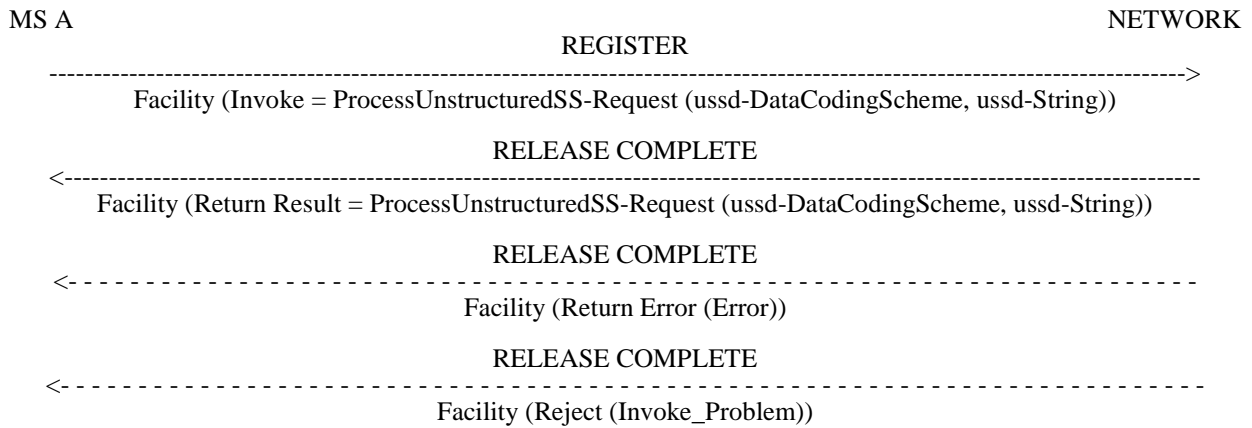 MS A NETWORK
REGISTER
Facility (Invoke = ProcessUnstructuredSS-Request (ussd-DataCodingScheme, ussd-String))
RELEASE COMPLETE
Facility (Return Result = ProcessUnstructuredSS-Request (ussd-DataCodingScheme, ussd-String))
RELEASE COMPLETE
Facility (Return Error (Error))
RELEASE COMPLETE
Facility (Reject (Invoke_Problem))